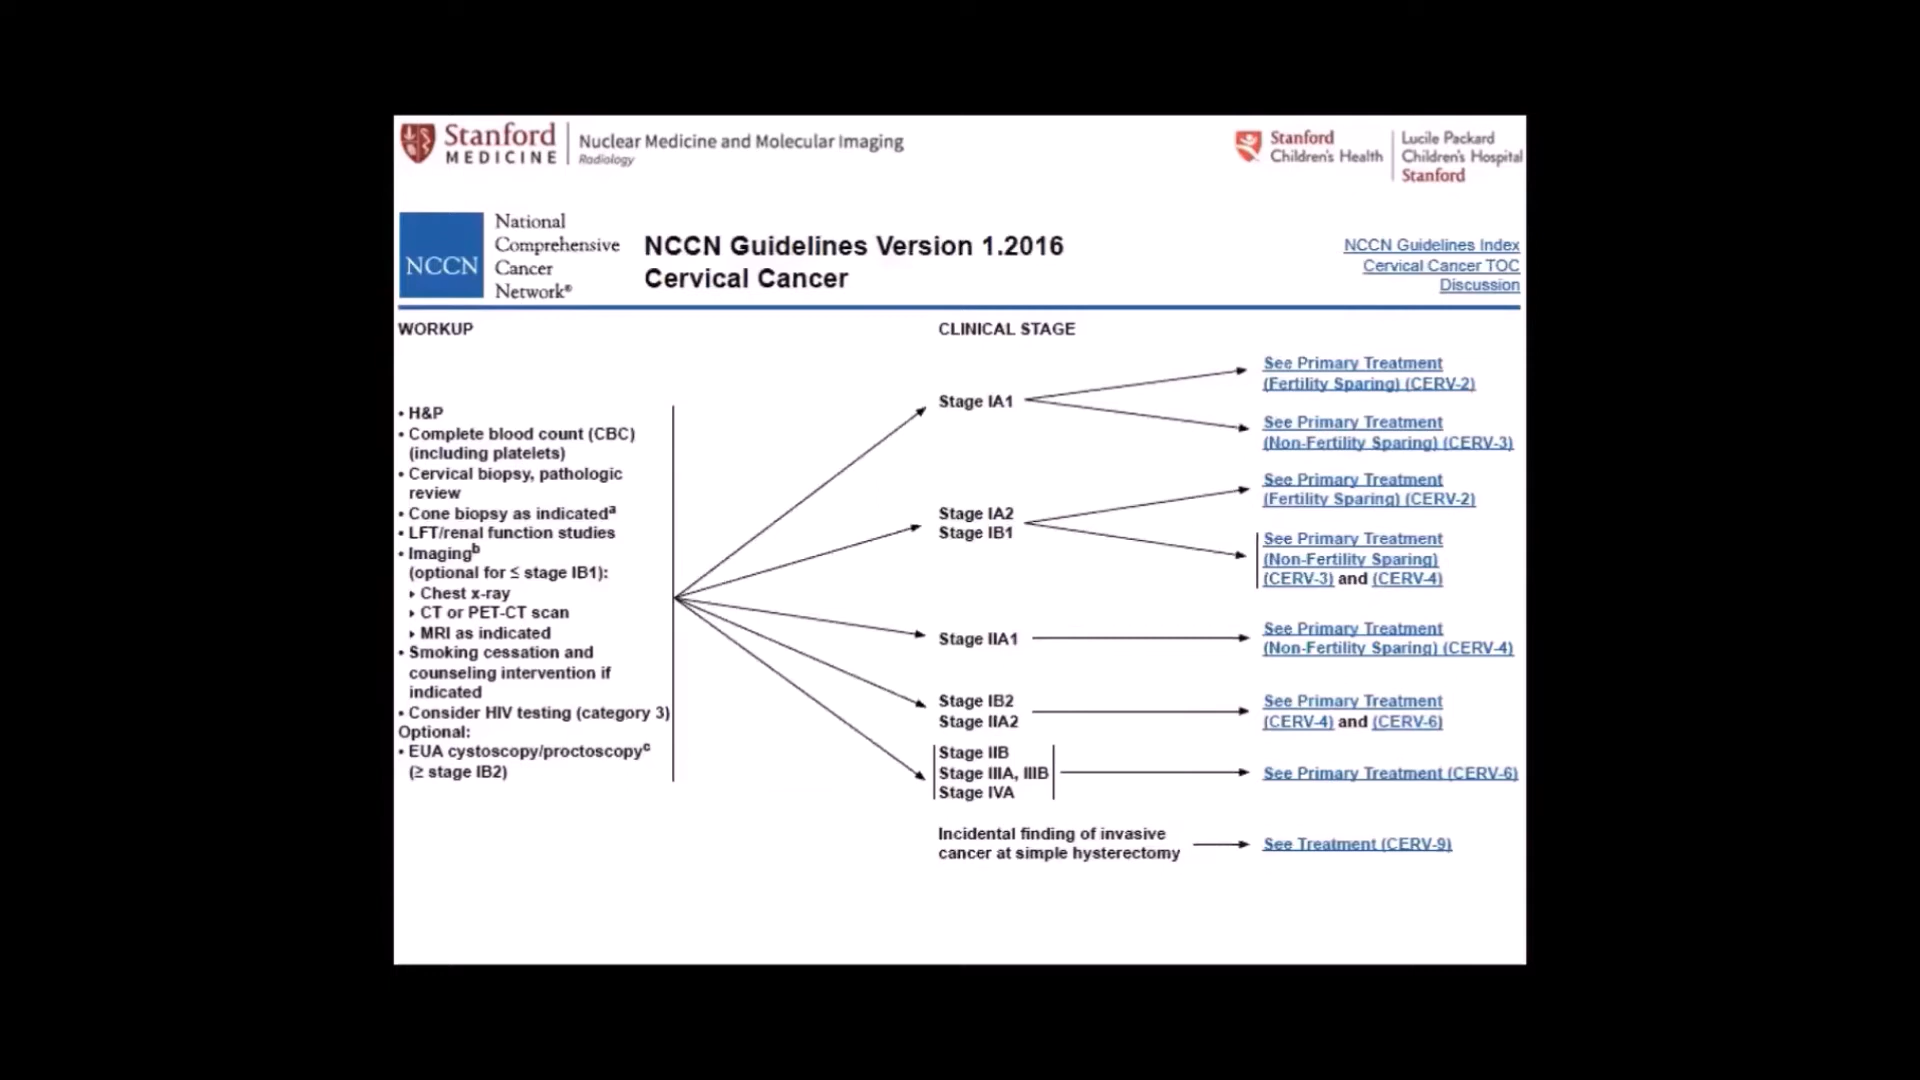 Stanford MEDICINE
Nuclear Medicine and Molecular Imaging
Radiology
Stanford Children's Health
Lucile Packard Children's Hospital Stanford
NCCN
National
Comprehensive
Cancer
Network®
NCCN Guidelines Version 1.2016
Cervical Cancer
NCCN Guidelines Index
Cervical Cancer TOC
Discussion
WORKUP
• H&P
• Complete blood count (CBC)
(including platelets)
• Cervical biopsy, pathologic
review
• Cone biopsy as indicatedᵃ
• LFT/renal function studies
• Imagingᵇ
(optional for ≤ stage IB1):
▸ Chest x-ray
▸ CT or PET-CT scan
▸ MRI as indicated
• Smoking cessation and
counseling intervention if
indicated
• Consider HIV testing (category 3)
Optional:
• EUA cystoscopy/proctoscopyᶜ
(≥ stage IB2)
CLINICAL STAGE
Stage IA1
See Primary Treatment
(Fertility Sparing) (CERV-2)
See Primary Treatment
(Non-Fertility Sparing) (CERV-3)
Stage IA2
Stage IB1
See Primary Treatment
(Fertility Sparing) (CERV-2)
See Primary Treatment
(Non-Fertility Sparing)
(CERV-3) and (CERV-4)
Stage IIA1
See Primary Treatment
(Non-Fertility Sparing) (CERV-4)
Stage IB2
Stage IIA2
See Primary Treatment
(CERV-4) and (CERV-6)
Stage IIB
Stage IIIA, IIIB
Stage IVA
See Primary Treatment (CERV-6)
Incidental finding of invasive
cancer at simple hysterectomy
See Treatment (CERV-9)